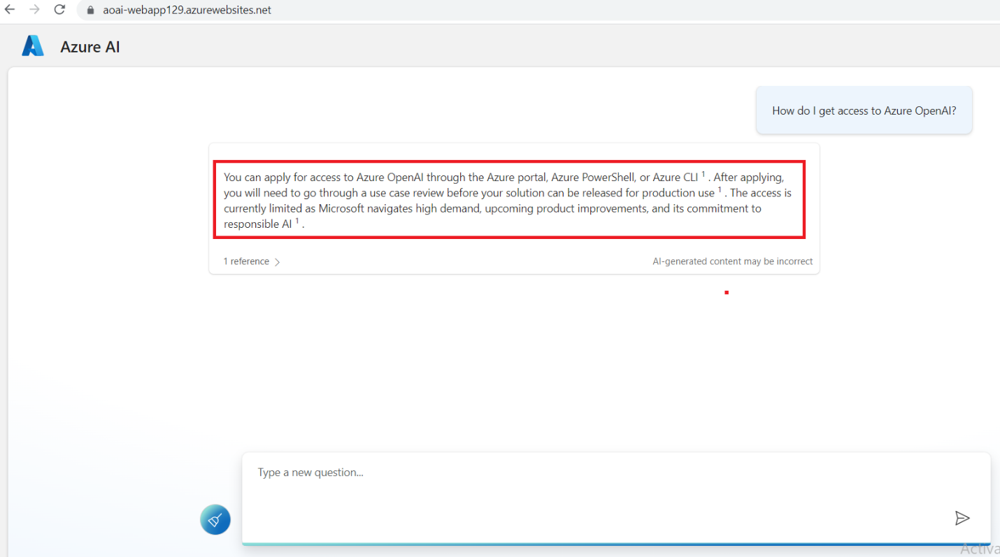 aoai-webapp129.azurewebsites.net
Azure AI
How do I get access to Azure OpenAI?
You can apply for access to Azure OpenAI through the Azure portal, Azure PowerShell, or Azure CLI 1 . After applying,
you will need to go through a use case review before your solution can be released for production use 1 . The access is
currently limited as Microsoft navigates high demand, upcoming product improvements, and its commitment to
responsible AI 1 .
1 reference
AI-generated content may be incorrect
Type a new question...
Activa